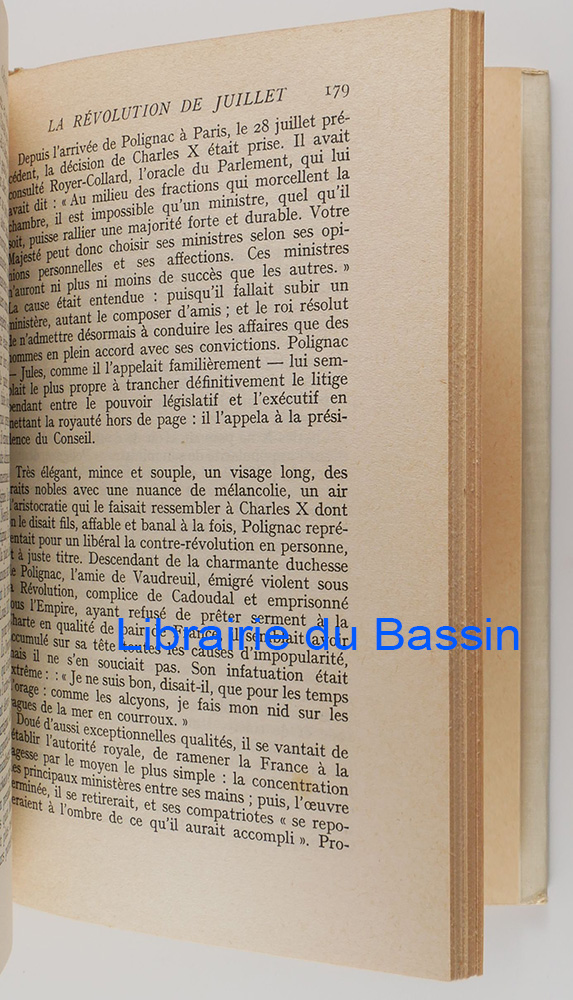 LA RÉVOLUTION DE JUILLET 179
Depuis l'arrivée de Polignac à Paris, le 28 juillet pré-
cédent, la décision de Charles X était prise. Il avait
consulté Royer-Collard, l'oracle du Parlement, qui lui
avait dit : « Au milieu des fractions qui morcellent la
chambre, il est impossible qu'un ministre, quel qu'il
soit, puisse rallier une majorité forte et durable. Votre
Majesté peut donc choisir ses ministres selon ses opi-
nions personnelles et ses affections. Ces ministres
n'auront ni plus ni moins de succès que les autres. »
La cause était entendue : puisqu'il fallait subir un
ministère, autant le composer d'amis ; et le roi résolut
de n'admettre désormais à conduire les affaires que des
hommes en plein accord avec ses convictions. Polignac
— Jules, comme il l'appelait familièrement — lui sem-
blait le plus propre à trancher définitivement le litige
pendant entre le pouvoir législatif et l'exécutif en
mettant la royauté hors de page : il l'appela à la prési-
dence du Conseil.
Très élégant, mince et souple, un visage long, des
traits nobles avec une nuance de mélancolie, un air
d'aristocratie qui le faisait ressembler à Charles X dont
on le disait fils, affable et banal à la fois, Polignac repré-
sentait pour un libéral la contre-révolution en personne,
et à juste titre. Descendant de la charmante duchesse
de Polignac, l'amie de Vaudreuil, émigré violent sous
la Révolution, complice de Cadoudal et emprisonné
sous l'Empire, ayant refusé de prêter serment à la
charte en qualité de pair de France, il semblait avoir
accumulé sur sa tête toutes les causes d'impopularité,
mais il ne s'en souciait pas. Son infatuation était
extrême : : « Je ne suis bon, disait-il, que pour les temps
d'orage : comme les alcyons, je fais mon nid sur les
vagues de la mer en courroux. »
Doué d'aussi exceptionnelles qualités, il se vantait de
rétablir l'autorité royale, de ramener la France à la
sagesse par le moyen le plus simple : la concentration
des principaux ministères entre ses mains ; puis, l'œuvre
terminée, il se retirerait, et ses compatriotes « se repo-
seraient à l'ombre de ce qu'il aurait accompli ». Pro-
Librairie du Bassin